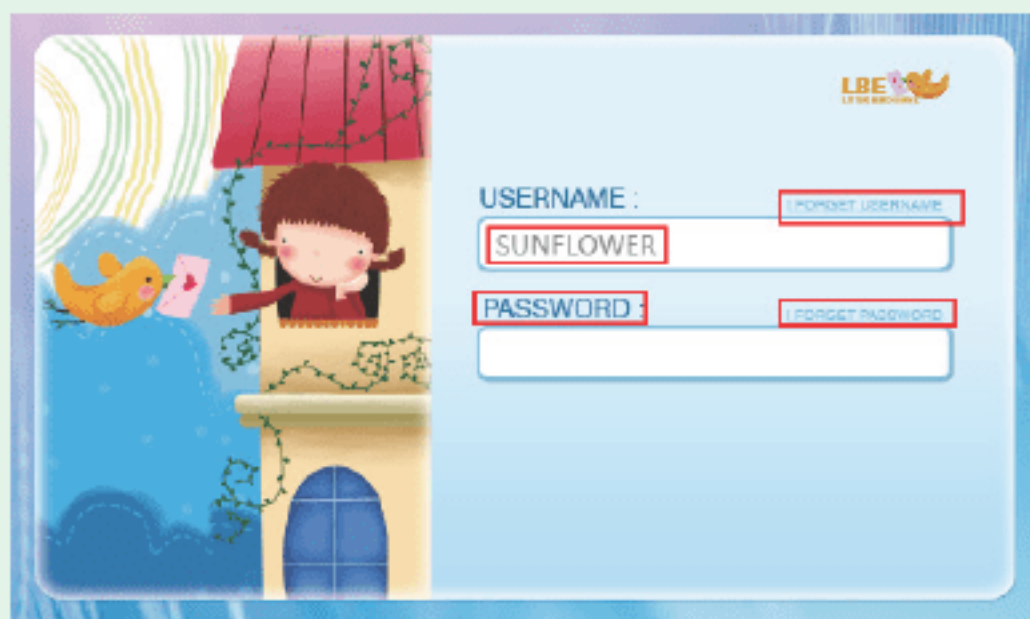 LBE
USERNAME :
I FORGET USERNAME
SUNFLOWER
PASSWORD :
I FORGET PASSWORD